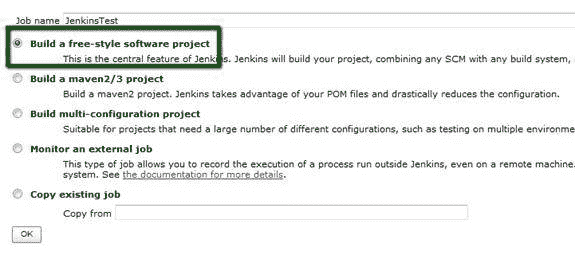 Job name JenkinsTest
Build a free-style software project
This is the central feature of Jenkins. Jenkins will build your project, combining any SCM with any build system,
Build a maven2/3 project
Build a maven2 project. Jenkins takes advantage of your POM files and drastically reduces the configuration.
Build multi-configuration project
Suitable for projects that need a large number of different configurations, such as testing on multiple environme
Monitor an external job
This type of job allows you to record the execution of a process run outside Jenkins, even on a remote machine.
system. See the documentation for more details.
Copy existing job
Copy from
OK